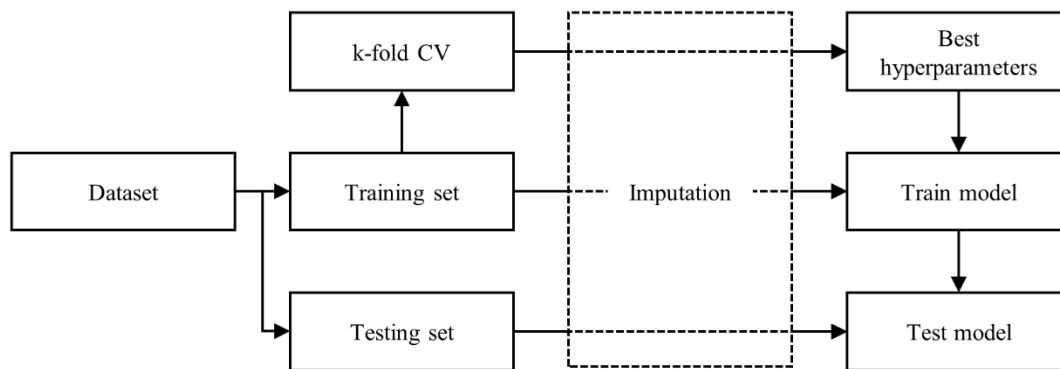 k-fold CV
Best
hyperparameters
Dataset
Training set
Imputation
Train model
Testing set
Test model